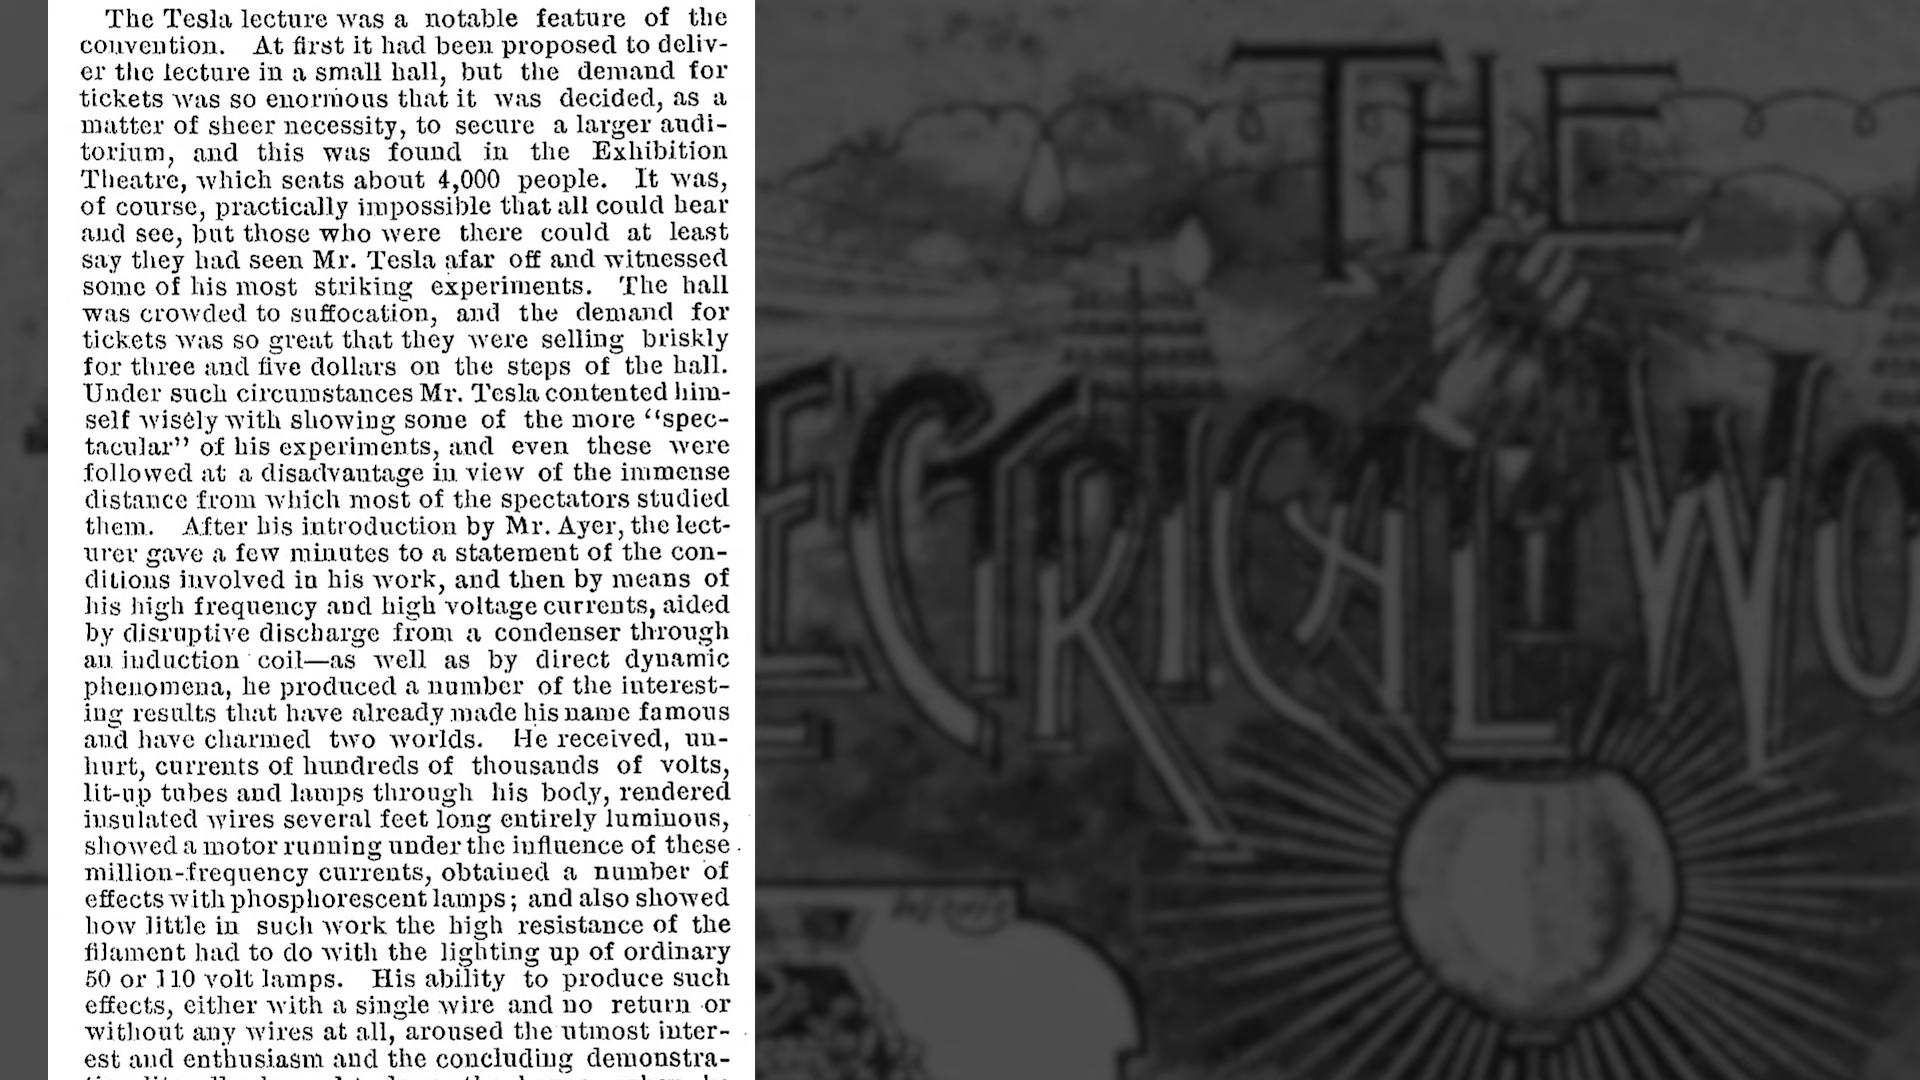 The Tesla lecture was a notable feature of the
convention. At first it had been proposed to deliv-
er the lecture in a small hall, but the demand for
tickets was so enormous that it was decided, as a
matter of sheer necessity, to secure a larger audi-
torium, and this was found in the Exhibition
Theatre, which seats about 4,000 people. It was,
of course, practically impossible that all could hear
and see, but those who were there could at least
say they had seen Mr. Tesla afar off and witnessed
some of his most striking experiments. The hall
was crowded to suffocation, and the demand for
tickets was so great that they were selling briskly
for three and five dollars on the steps of the hall.
Under such circumstances Mr. Tesla contented him-
self wisely with showing some of the more “spec-
tacular” of his experiments, and even these were
followed at a disadvantage in view of the immense
distance from which most of the spectators studied
them. After his introduction by Mr. Ayer, the lect-
urer gave a few minutes to a statement of the con-
ditions involved in his work, and then by means of
his high frequency and high voltage currents, aided
by disruptive discharge from a condenser through
an induction coil—as well as by direct dynamic
phenomena, he produced a number of the interest-
ing results that have already made his name famous
and have charmed two worlds. He received, un-
hurt, currents of hundreds of thousands of volts,
lit-up tubes and lamps through his body, rendered
insulated wires several feet long entirely luminous,
showed a motor running under the influence of these
million-frequency currents, obtained a number of
effects with phosphorescent lamps; and also showed
how little in such work the high resistance of the
filament had to do with the lighting up of ordinary
50 or 110 volt lamps. His ability to produce such
effects, either with a single wire and no return or
without any wires at all, aroused the utmost inter-
est and enthusiasm and the concluding demonstra-
THE
ECTRICAL WO